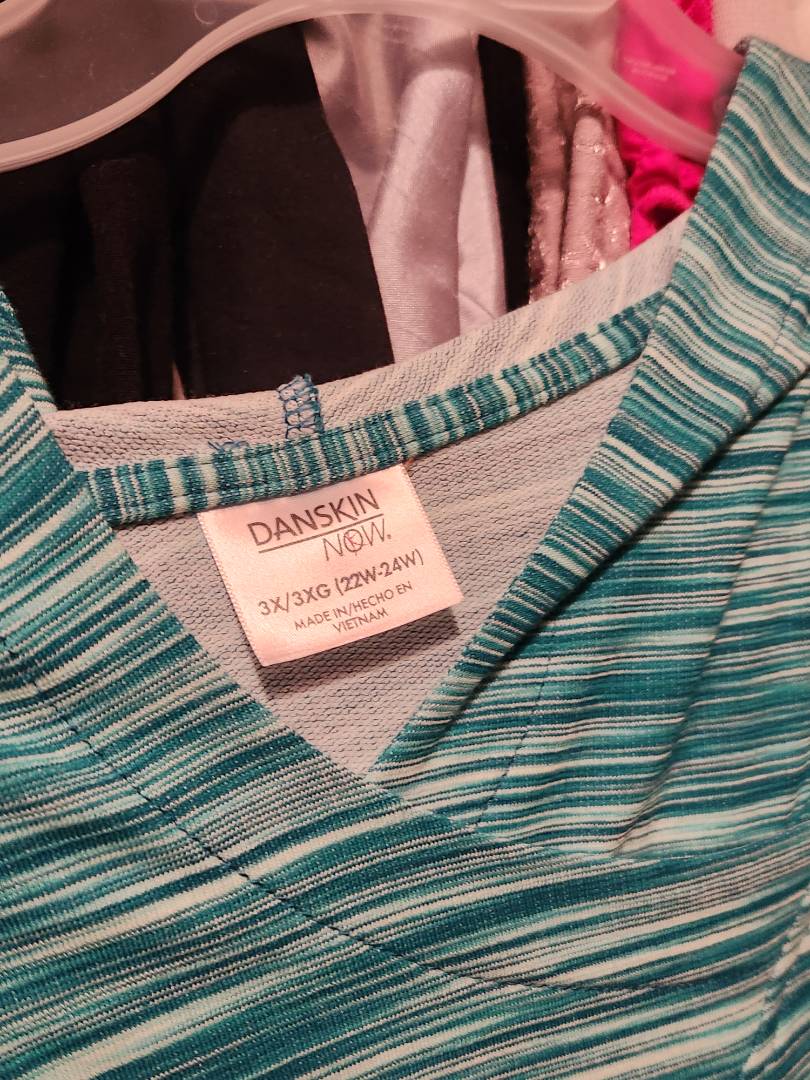 DANSKIN
NOW®
3X/3XG (22W-24W)
MADE IN/HECHO EN
VIETNAM